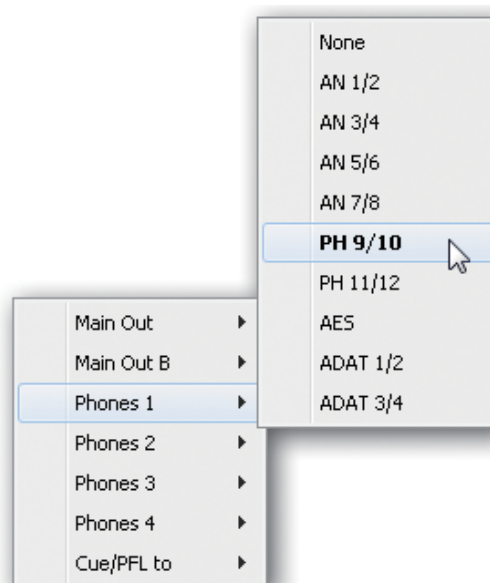 None
AN 1/2
AN 3/4
AN 5/6
AN 7/8
PH 9/10
PH 11/12
AES
ADAT 1/2
ADAT 3/4
Main Out
Main Out B
Phones 1
Phones 2
Phones 3
Phones 4
Cue/PFL to